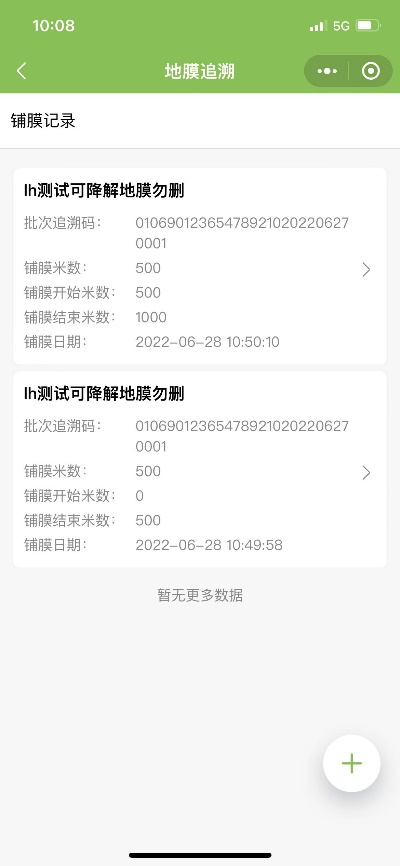 10:08
5G
地膜追溯
铺膜记录
lh测试可降解地膜勿删
批次追溯码： 01069012365478921020220627
0001
铺膜米数： 500
铺膜开始米数： 500
铺膜结束米数： 1000
铺膜日期： 2022-06-28 10:50:10
lh测试可降解地膜勿删
批次追溯码： 01069012365478921020220627
0001
铺膜米数： 500
铺膜开始米数： 0
铺膜结束米数： 500
铺膜日期： 2022-06-28 10:49:58
暂无更多数据